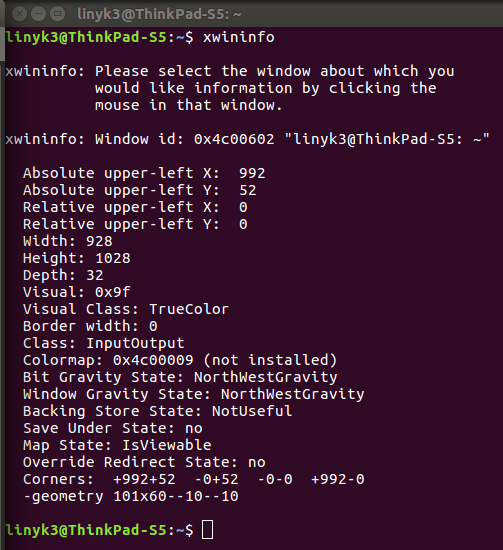 linyk3@ThinkPad-S5: ~
linyk3@ThinkPad-S5:~$ xwininfo
xwininfo: Please select the window about which you
          would like information by clicking the
          mouse in that window.
xwininfo: Window id: 0x4c00602 "linyk3@ThinkPad-S5: ~"
  Absolute upper-left X:  992
  Absolute upper-left Y:  52
  Relative upper-left X:  0
  Relative upper-left Y:  0
  Width: 928
  Height: 1028
  Depth: 32
  Visual: 0x9f
  Visual Class: TrueColor
  Border width: 0
  Class: InputOutput
  Colormap: 0x4c00009 (not installed)
  Bit Gravity State: NorthWestGravity
  Window Gravity State: NorthWestGravity
  Backing Store State: NotUseful
  Save Under State: no
  Map State: IsViewable
  Override Redirect State: no
  Corners:  +992+52  -0+52  -0-0  +992-0
  -geometry 101x60--10--10
linyk3@ThinkPad-S5:~$